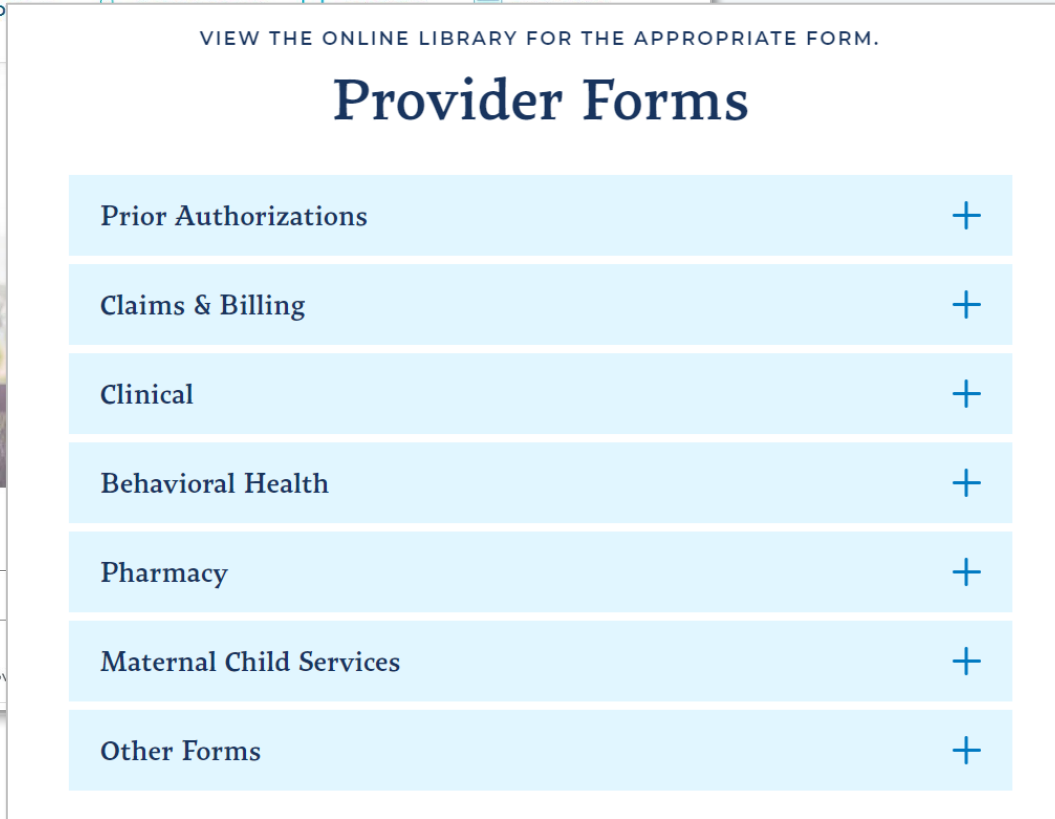 VIEW THE ONLINE LIBRARY FOR THE APPROPRIATE FORM.
Provider Forms
Prior Authorizations
Claims & Billing
Clinical
Behavioral Health
Pharmacy
Maternal Child Services
Other Forms